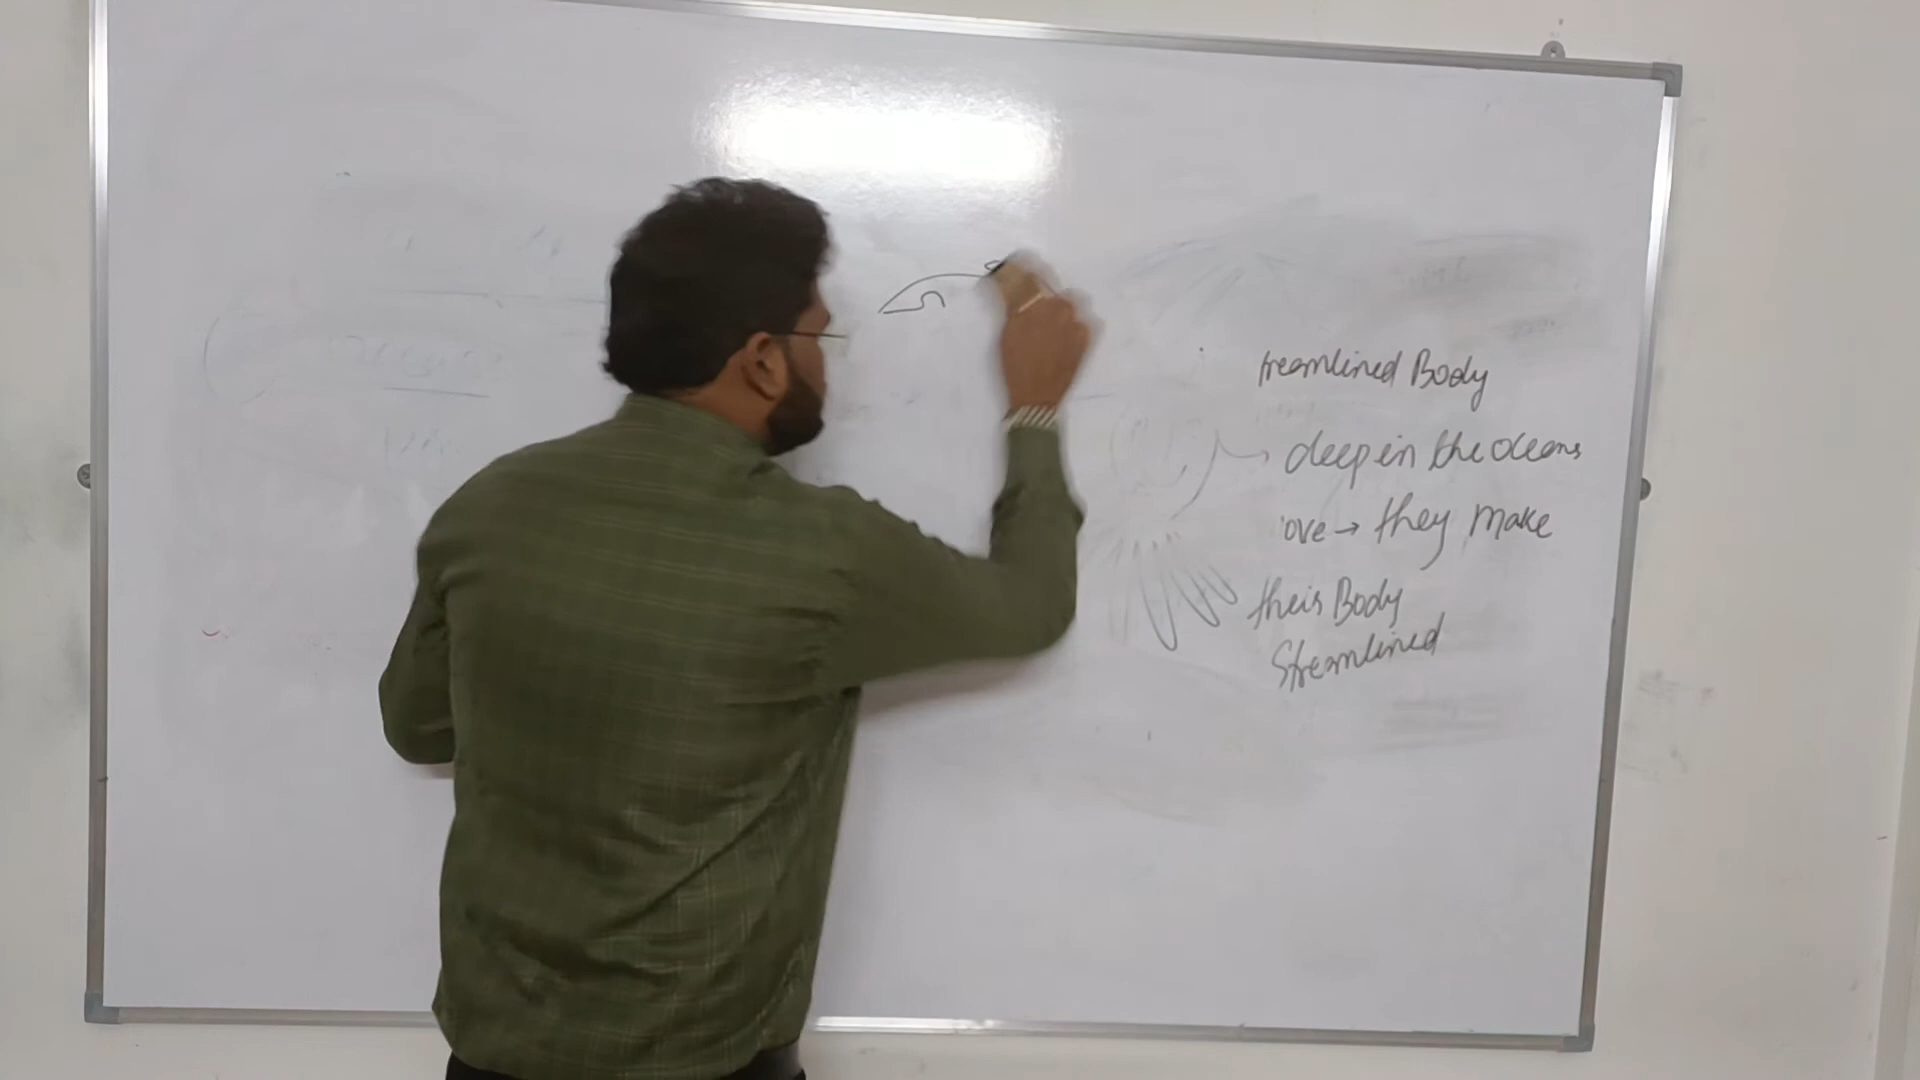 treamlined Body
deep in the oceans
ove → they make
their Body
Streamlined